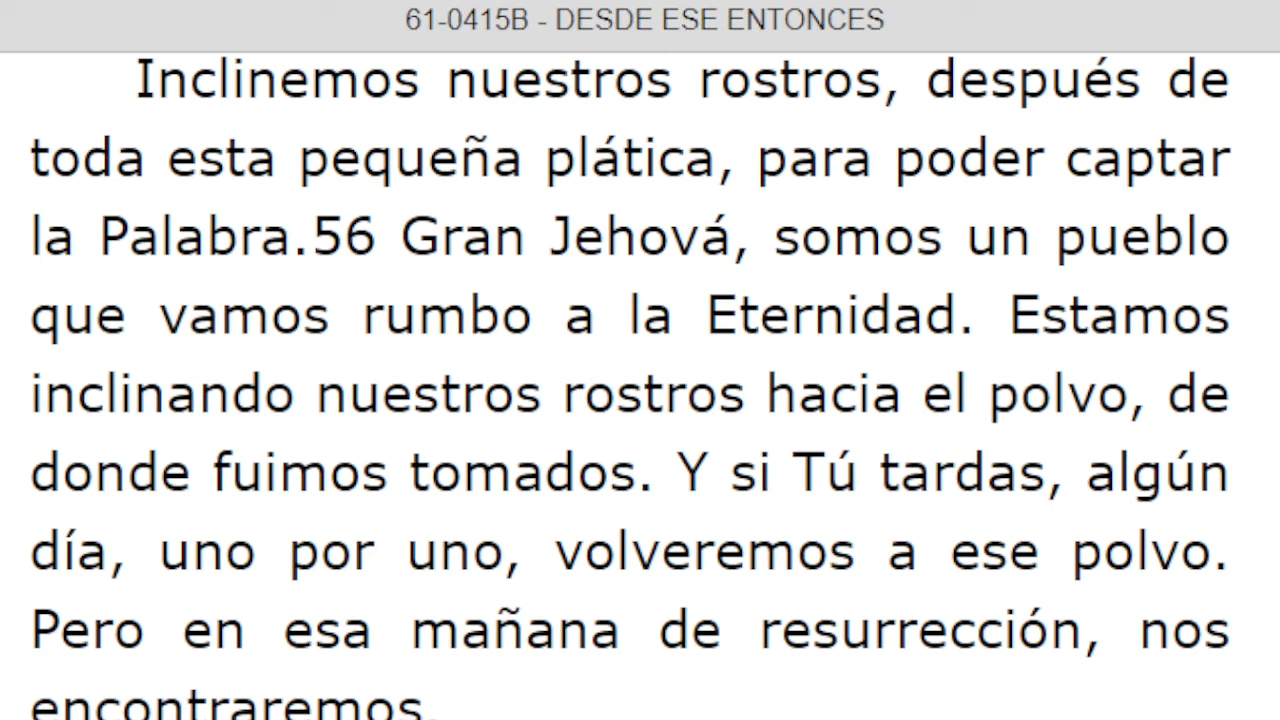 61-0415B - DESDE ESE ENTONCES
Inclinemos nuestros rostros, después de
toda esta pequeña plática, para poder captar
la Palabra.56 Gran Jehová, somos un pueblo
que vamos rumbo a la Eternidad. Estamos
inclinando nuestros rostros hacia el polvo, de
donde fuimos tomados. Y si Tú tardas, algún
día, uno por uno, volveremos a ese polvo.
Pero en esa mañana de resurrección, nos
encontraremos.